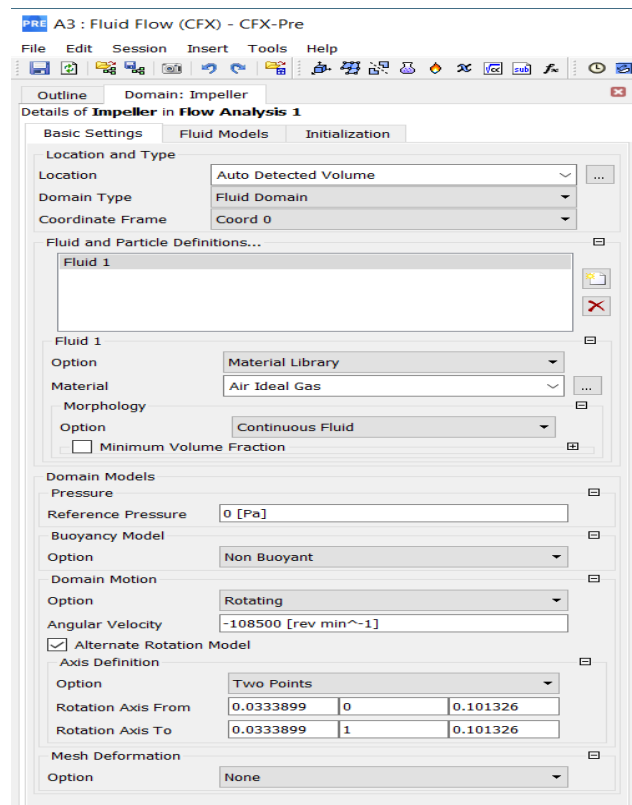 PRE A3 : Fluid Flow (CFX) - CFX-Pre
File Edit Session Insert Tools Help
Outline Domain: Impeller
Details of Impeller in Flow Analysis 1
Basic Settings Fluid Models Initialization
Location and Type
Location Auto Detected Volume ...
Domain Type Fluid Domain
Coordinate Frame Coord 0
Fluid and Particle Definitions...
Fluid 1
Fluid 1
Option Material Library
Material Air Ideal Gas ...
Morphology
Option Continuous Fluid
Minimum Volume Fraction
Domain Models
Pressure
Reference Pressure 0 [Pa]
Buoyancy Model
Option Non Buoyant
Domain Motion
Option Rotating
Angular Velocity -108500 [rev min^-1]
Alternate Rotation Model
Axis Definition
Option Two Points
Rotation Axis From 0.0333899 0 0.101326
Rotation Axis To 0.0333899 1 0.101326
Mesh Deformation
Option None